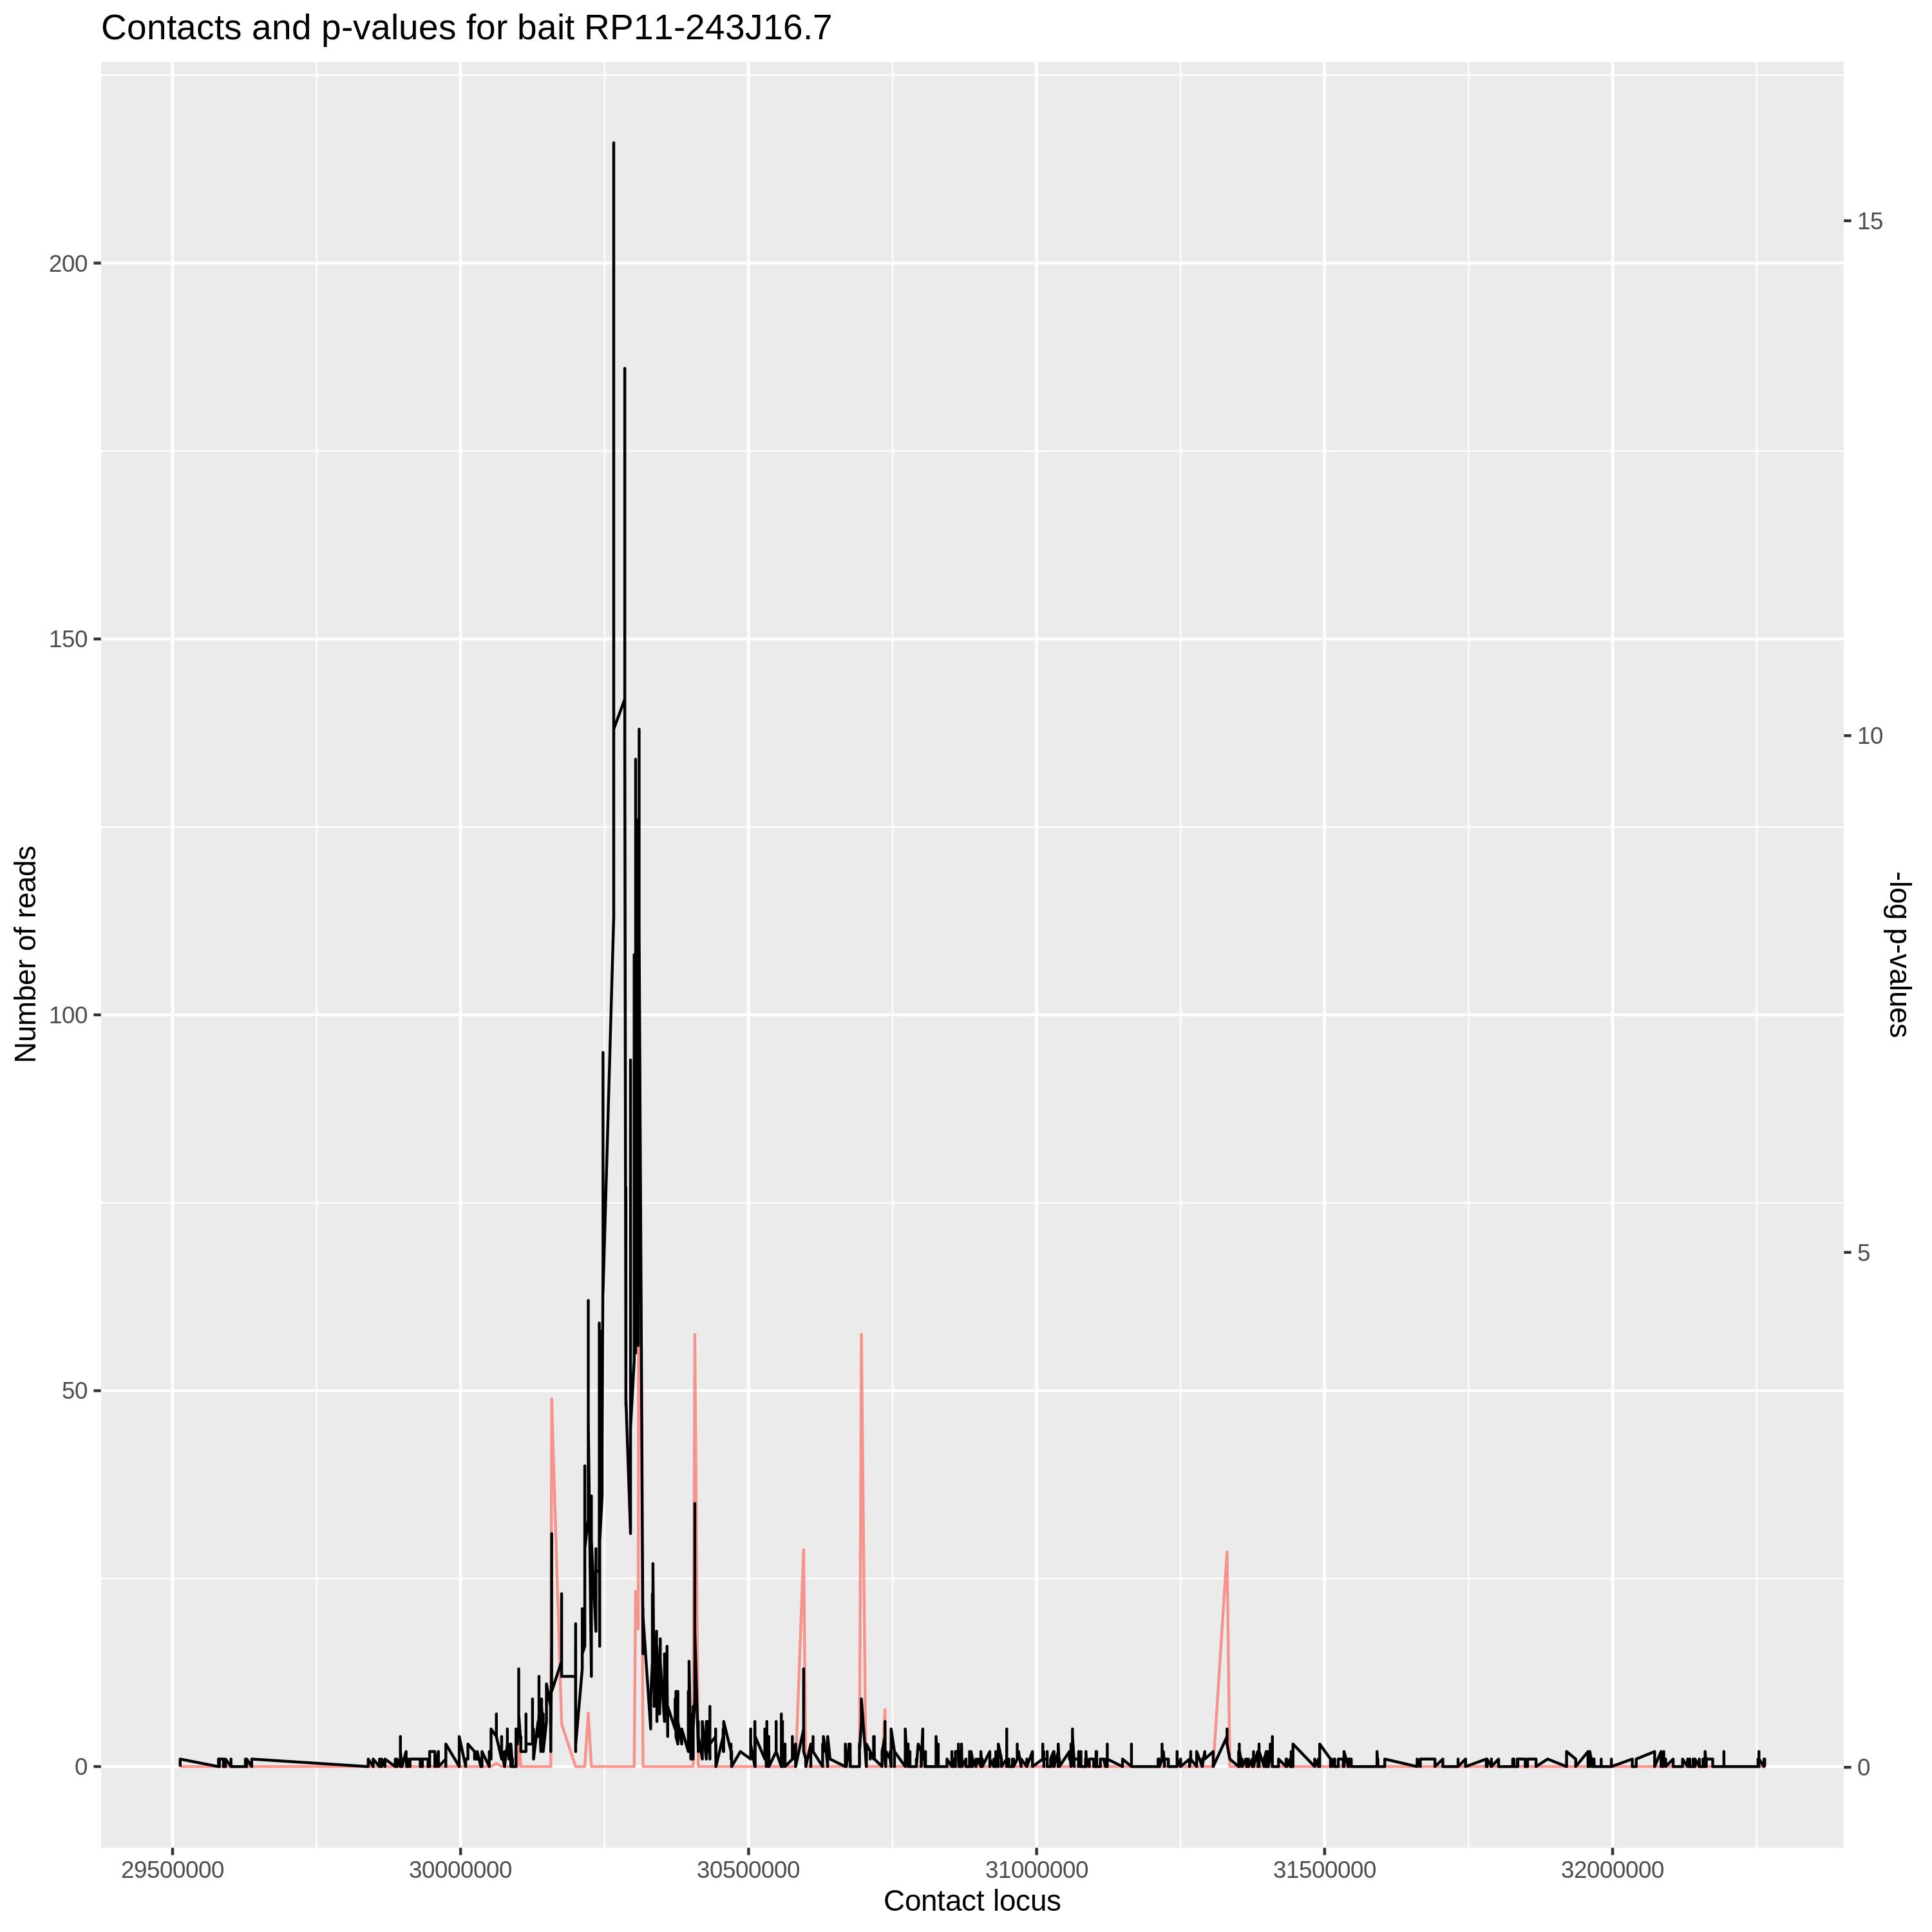 Contacts and p-values for bait RP11-243J16.7
Number of reads
200
150
100
50
0
15
10
5
0
-log p-values
29500000 30000000 30500000 31000000 31500000 32000000
Contact locus